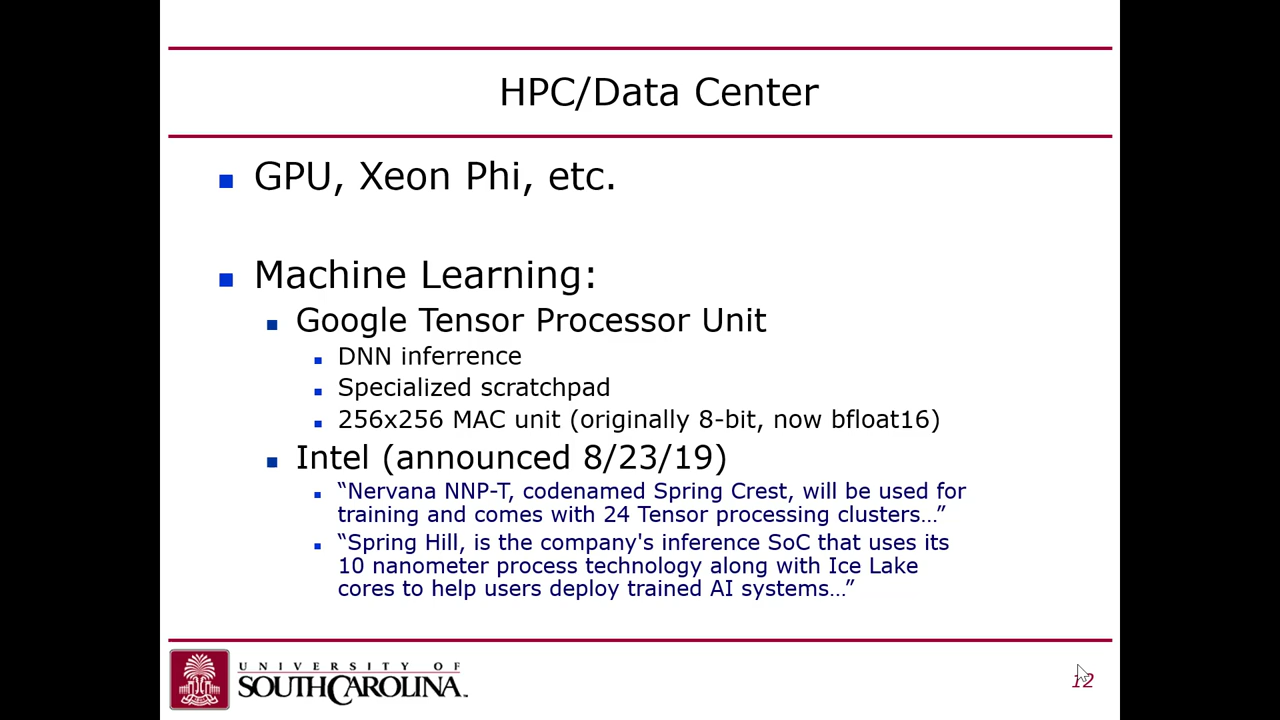 HPC/Data Center
GPU, Xeon Phi, etc.
Machine Learning:
Google Tensor Processor Unit
DNN inferrence
Specialized scratchpad
256x256 MAC unit (originally 8-bit, now bfloat16)
Intel (announced 8/23/19)
“Nervana NNP-T, codenamed Spring Crest, will be used for
training and comes with 24 Tensor processing clusters…”
“Spring Hill, is the company's inference SoC that uses its
10 nanometer process technology along with Ice Lake
cores to help users deploy trained AI systems…”
UNIVERSITY OF
SOUTH CAROLINA™
12